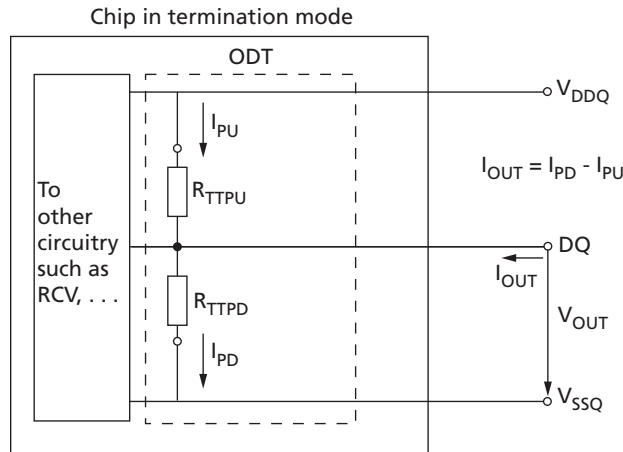 Chip in termination mode
ODT
V_DDQ
I_PU
I_OUT = I_PD - I_PU
R_TTPU
To
other
circuitry
such as
RCV, . . .
DQ
I_OUT
R_TTPD
V_OUT
I_PD
V_SSQ